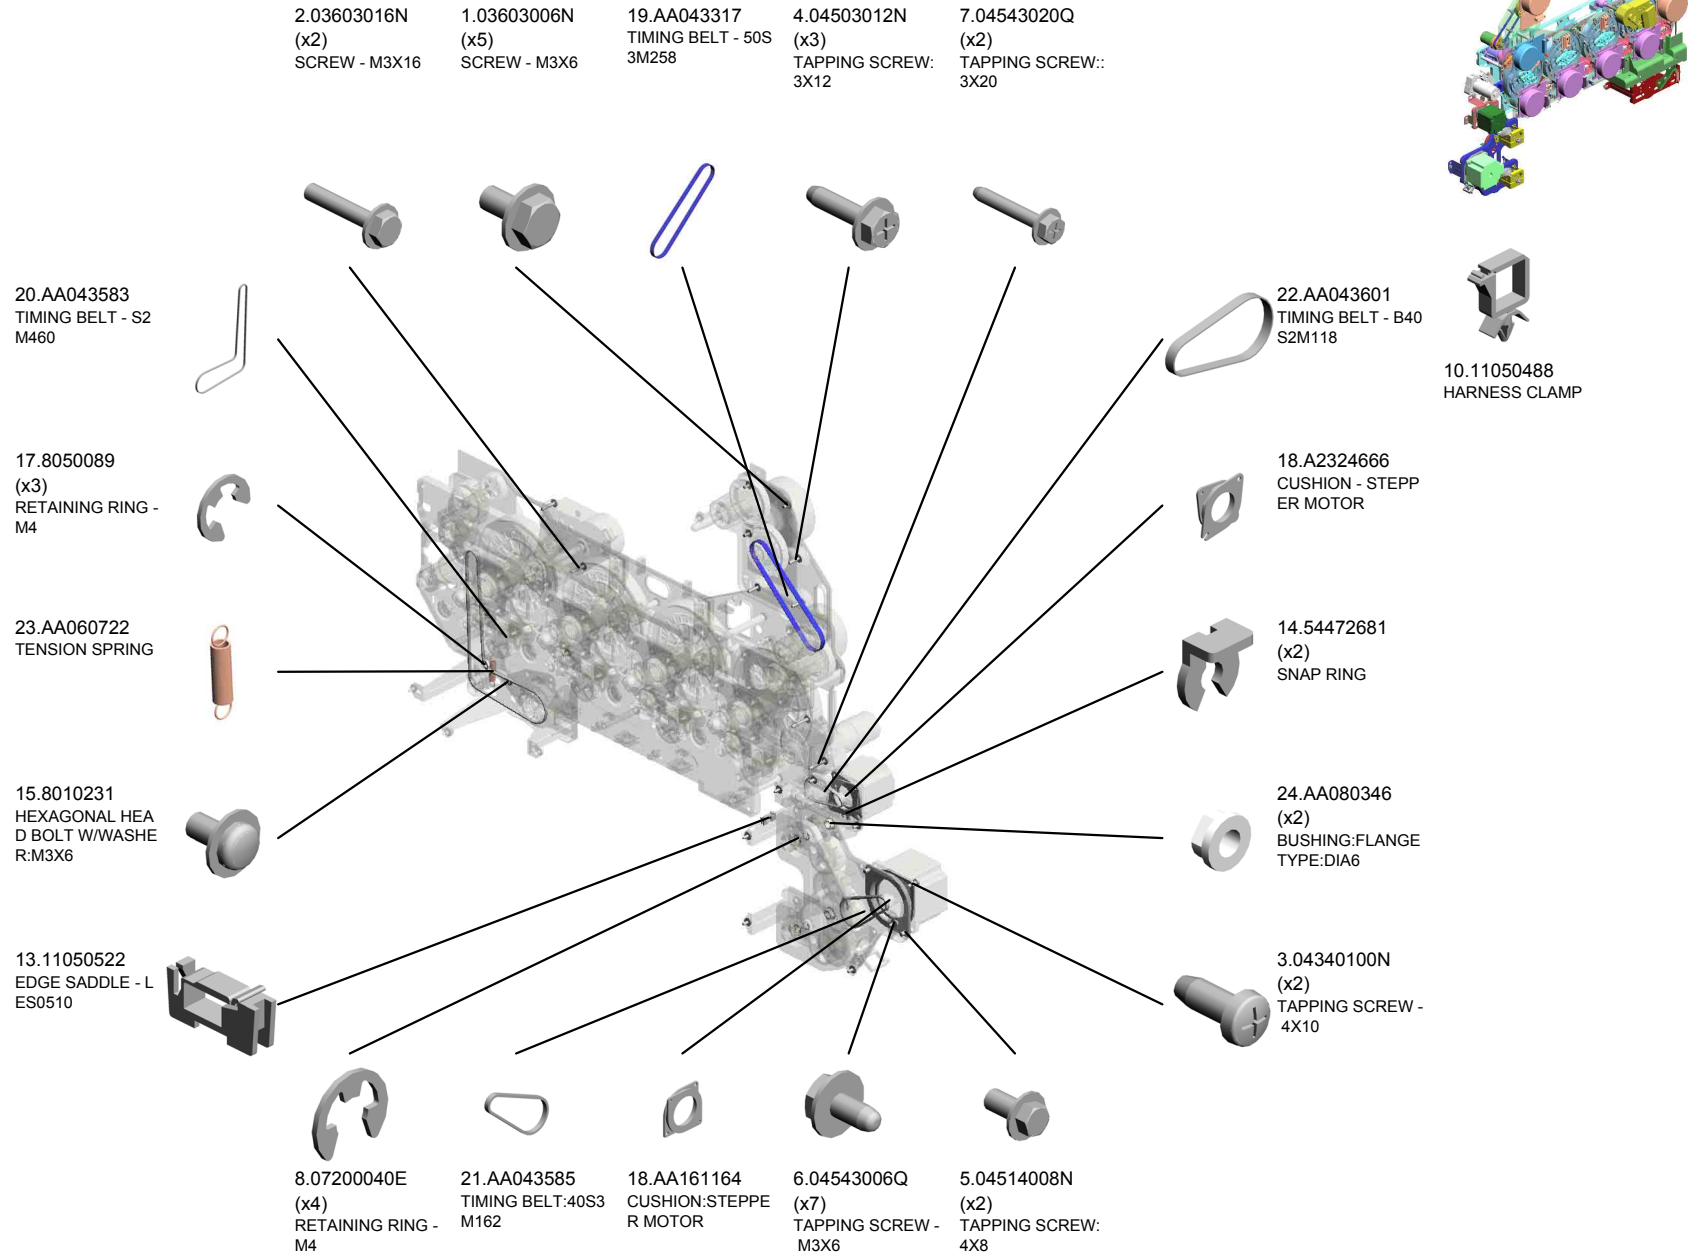 2.03603016N
(x2)
SCREW - M3X16
1.03603006N
(x5)
SCREW - M3X6
19.AA043317
TIMING BELT - 50S
3M258
4.04503012N
(x3)
TAPPING SCREW:
3X12
7.04543020Q
(x2)
TAPPING SCREW::
3X20
20.AA043583
TIMING BELT - S2
M460
22.AA043601
TIMING BELT - B40
S2M118
10.11050488
HARNESS CLAMP
17.8050089
(x3)
RETAINING RING -
M4
18.A2324666
CUSHION - STEPP
ER MOTOR
23.AA060722
TENSION SPRING
14.54472681
(x2)
SNAP RING
15.8010231
HEXAGONAL HEA
D BOLT W/WASHE
R:M3X6
24.AA080346
(x2)
BUSHING:FLANGE
TYPE:DIA6
13.11050522
EDGE SADDLE - L
ES0510
3.04340100N
(x2)
TAPPING SCREW -
4X10
8.07200040E
(x4)
RETAINING RING -
M4
21.AA043585
TIMING BELT:40S3
M162
18.AA161164
CUSHION:STEPPE
R MOTOR
6.04543006Q
(x7)
TAPPING SCREW -
M3X6
5.04514008N
(x2)
TAPPING SCREW:
4X8